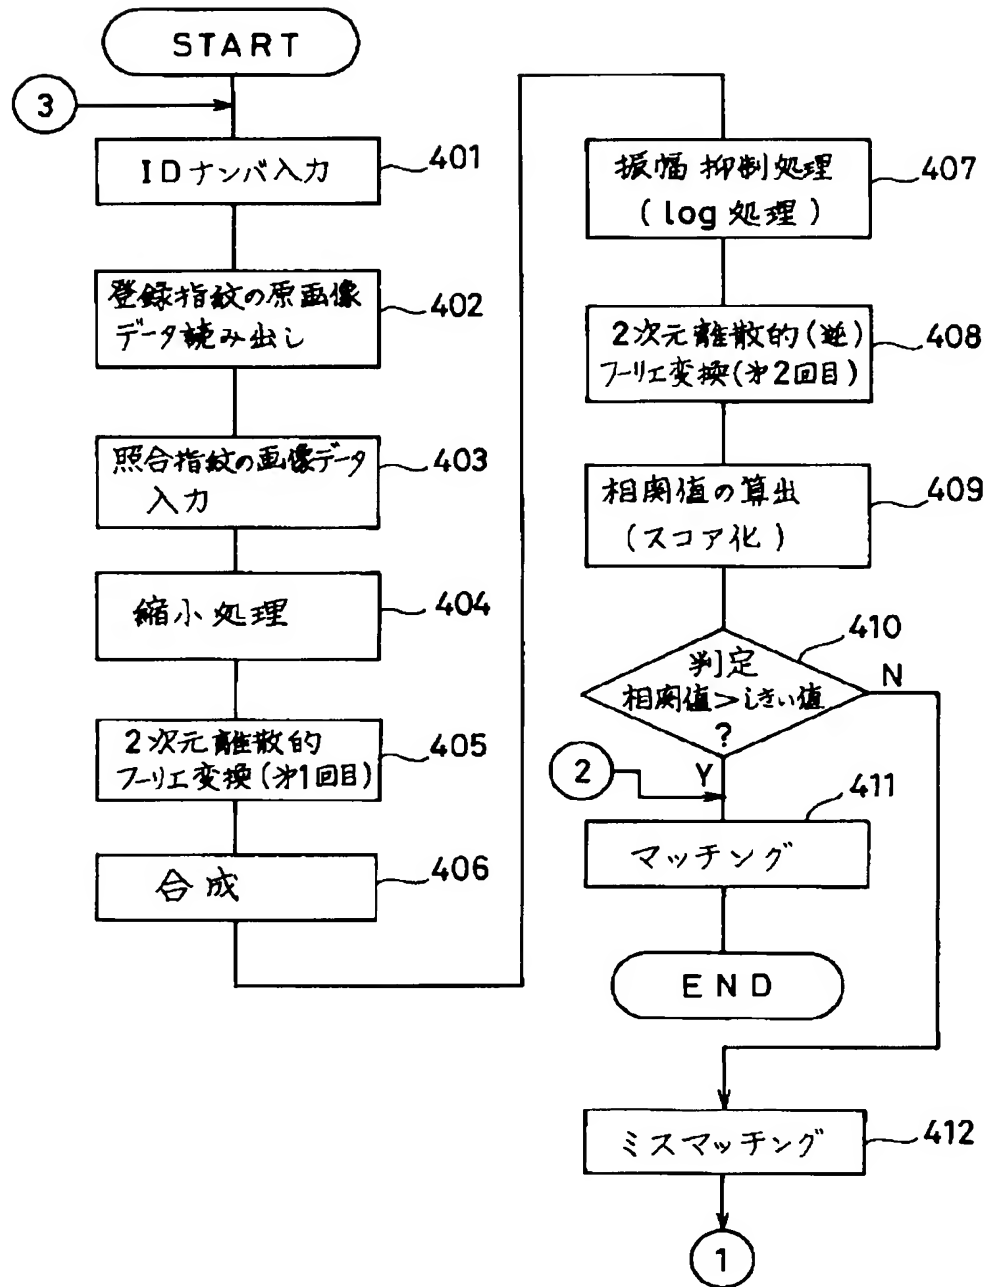 START
3
IDナンバ入力
401
登録指紋の原画像
データ読み出し
402
照合指紋の画像データ
入力
403
縮小処理
404
2次元離散的
フーリエ変換(才1回目)
405
合成
406
振幅抑制処理
(log処理)
407
2次元離散的(逆)
フーリエ変換(才2回目)
408
相関値の算出
(スコア化)
409
判定
相関値>しきい値
?
410
N
Y
2
マッチング
411
END
ミスマッチング
412
1